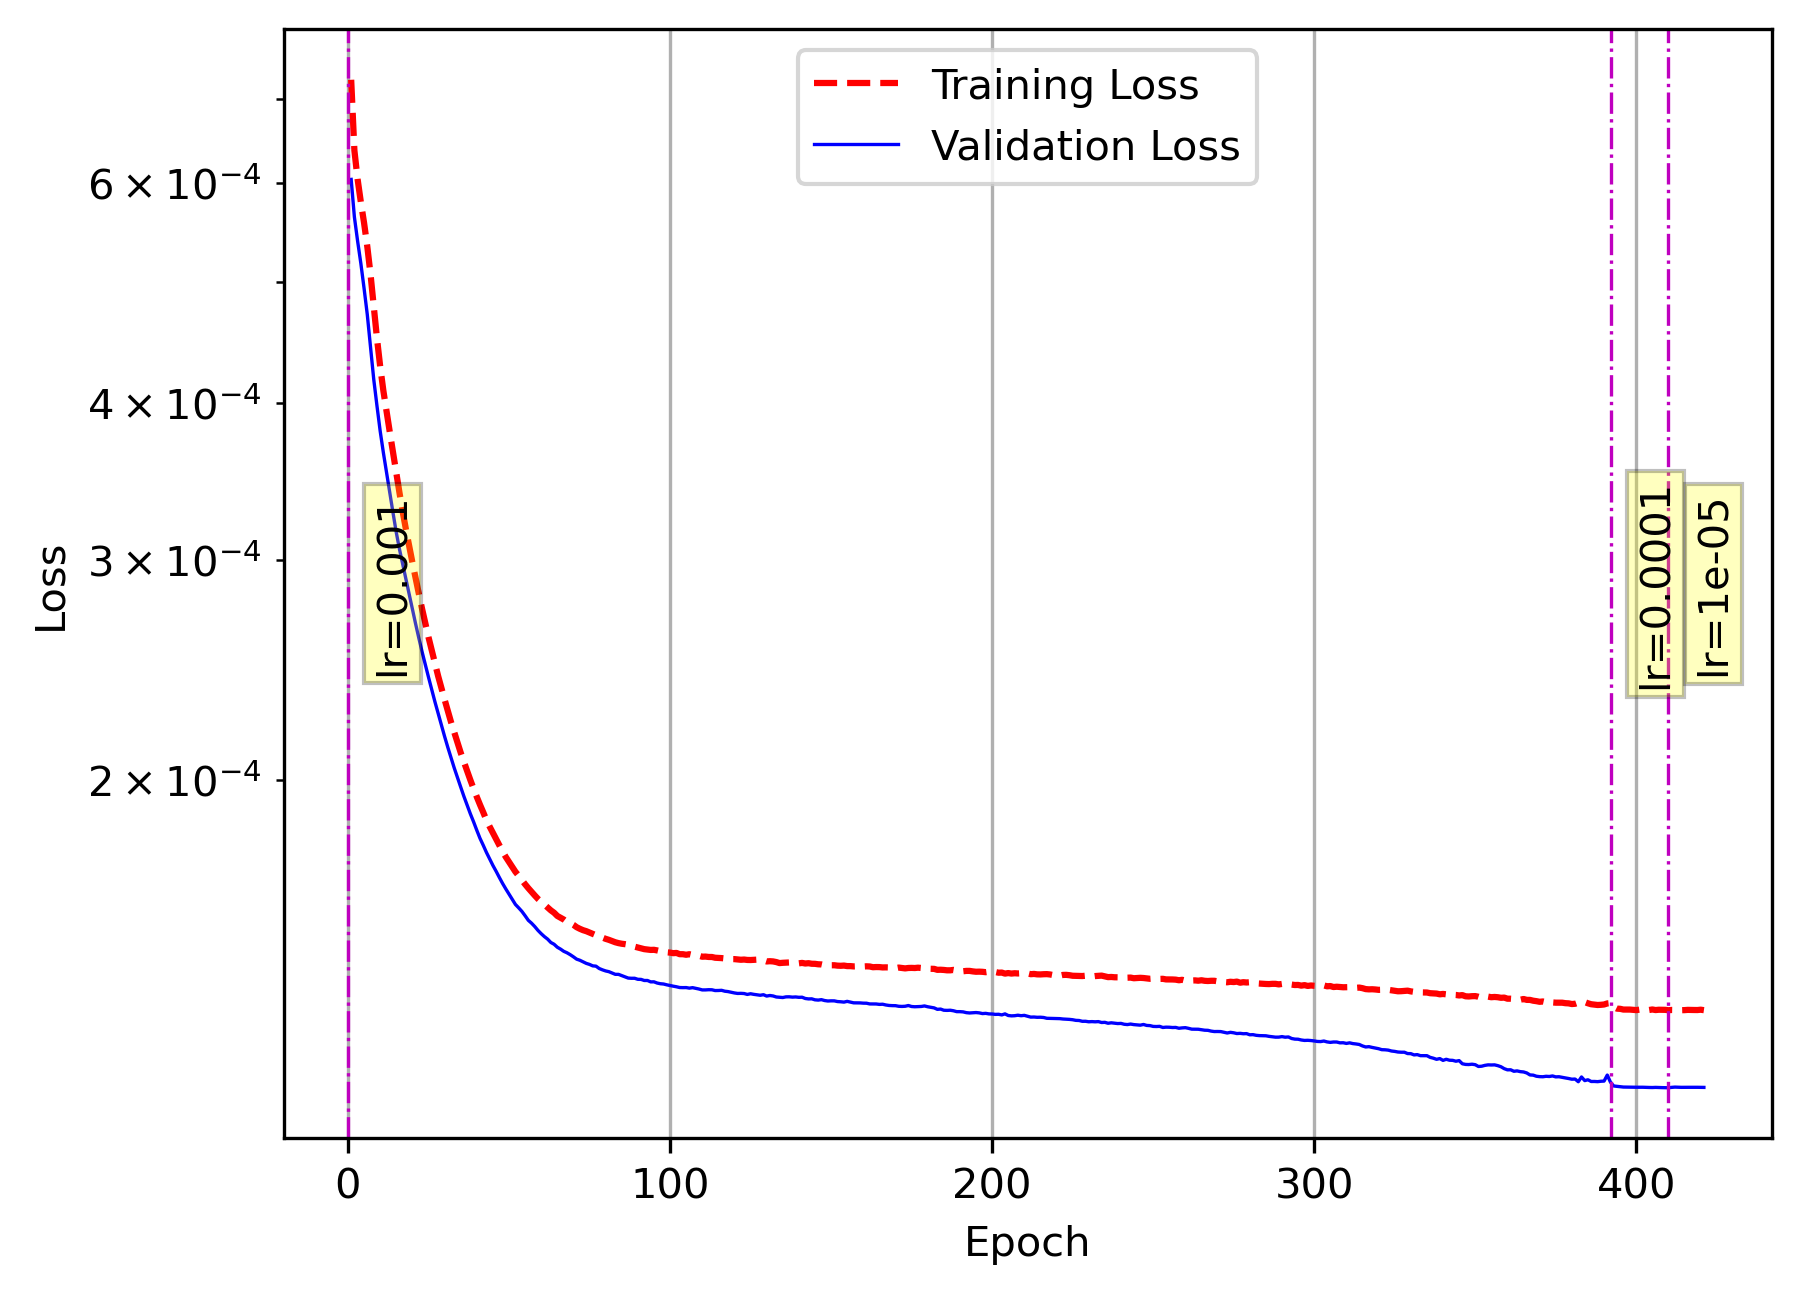 Training Loss
Validation Loss
6 × 10⁻⁴
4 × 10⁻⁴
3 × 10⁻⁴
2 × 10⁻⁴
Loss
lr=0.001
lr=0.0001
lr=1e-05
0 100 200 300 400
Epoch